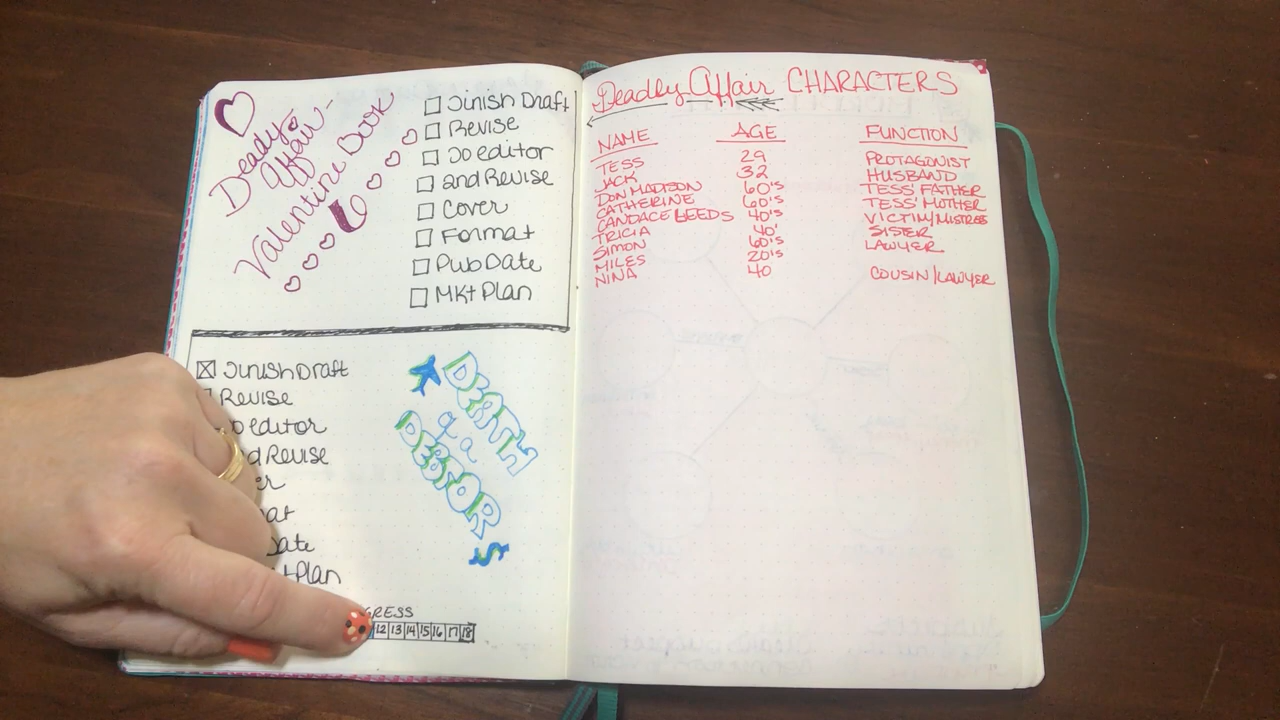 Deadly
Affair-
Valentine Book
Finish Draft
Revise
To editor
and Revise
Cover
Format
Pub Date
Mkt Plan
Finish Draft
Revise
editor
Revise
Plan
DEATH
of a
DEBTOR
GRESS
12 13 14 15 16 17 18
Deadly Affair CHARACTERS
NAME AGE FUNCTION
TESS 29 PROTAGONIST
JACK 32 HUSBAND
DON MADISON 60'S TESS' FATHER
CATHERINE 60'S TESS' MOTHER
CANDACE LEEDS 40'S VICTIM/MISTRESS
TRICIA 40' SISTER
SIMON 60'S LAWYER
MILES 20'S
NINA 40 COUSIN/LAWYER